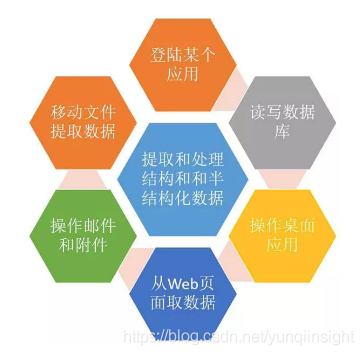 登陆某个
应用
移动文件
提取数据
读写数据
库
提取和处理
结构和和半
结构化数据
操作邮件
和附件
操作桌面
应用
从Web页
面取数据
https://blog.csdn.net/yunqiinsight